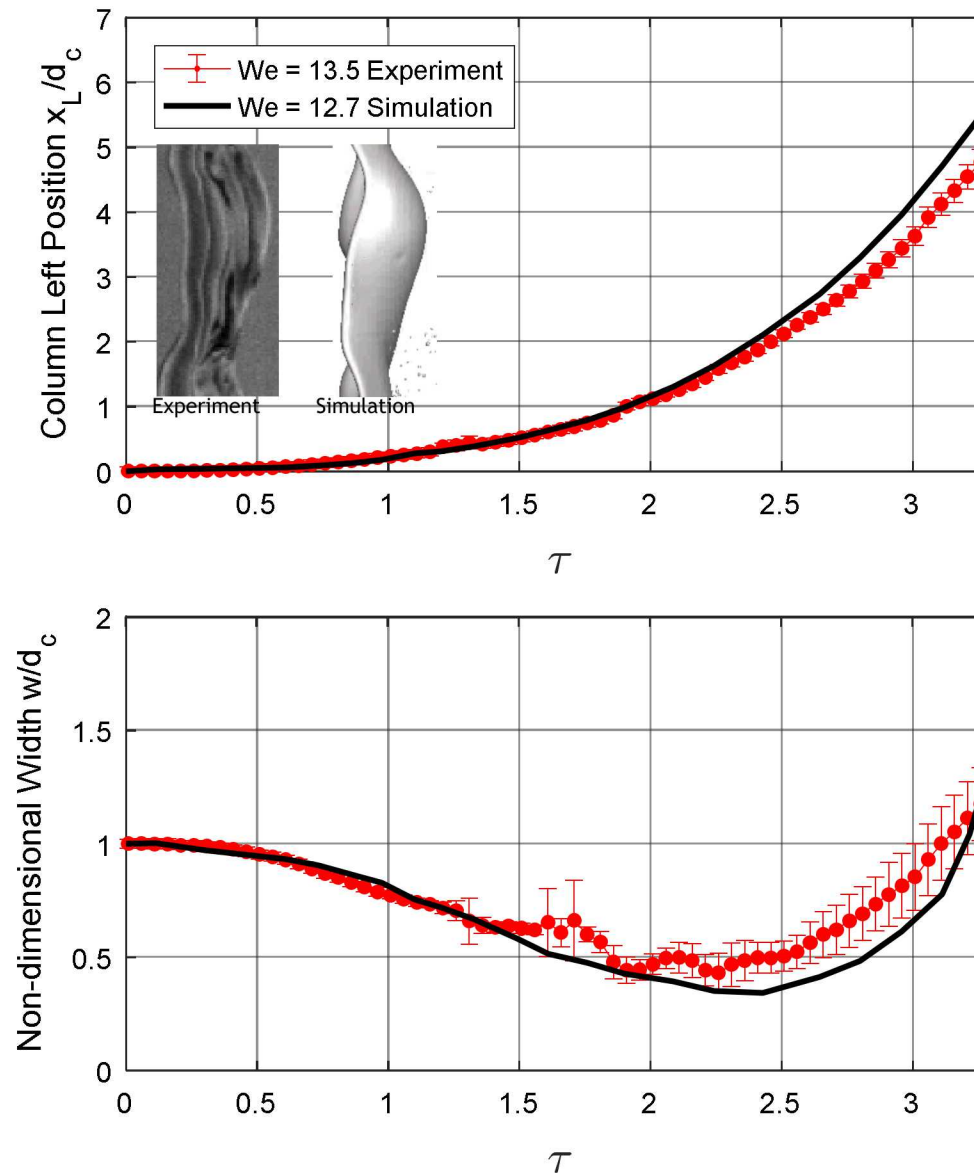 7
6
5
4
3
2
1
0
Column Left Position x_L/d_c
We = 13.5 Experiment
We = 12.7 Simulation
Experiment
Simulation
0 0.5 1 1.5 2 2.5 3
τ
2
1.5
1
0.5
0
Non-dimensional Width w/d_c
0 0.5 1 1.5 2 2.5 3
τ